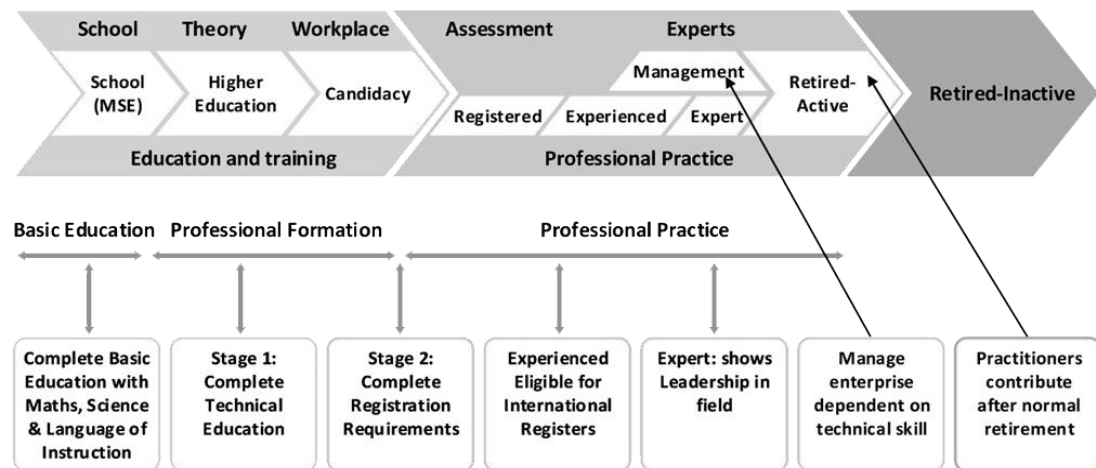 School Theory Workplace Assessment Experts
School
(MSE)
Higher
Education
Candidacy
Management
Registered Experienced Expert
Retired-
Active
Retired-Inactive
Education and training Professional Practice
Basic Education Professional Formation Professional Practice
Complete Basic
Education with
Maths, Science
& Language of
Instruction
Stage 1:
Complete
Technical
Education
Stage 2:
Complete
Registration
Requirements
Experienced
Eligible for
International
Registers
Expert: shows
Leadership in
field
Manage
enterprise
dependent on
technical skill
Practitioners
contribute
after normal
retirement